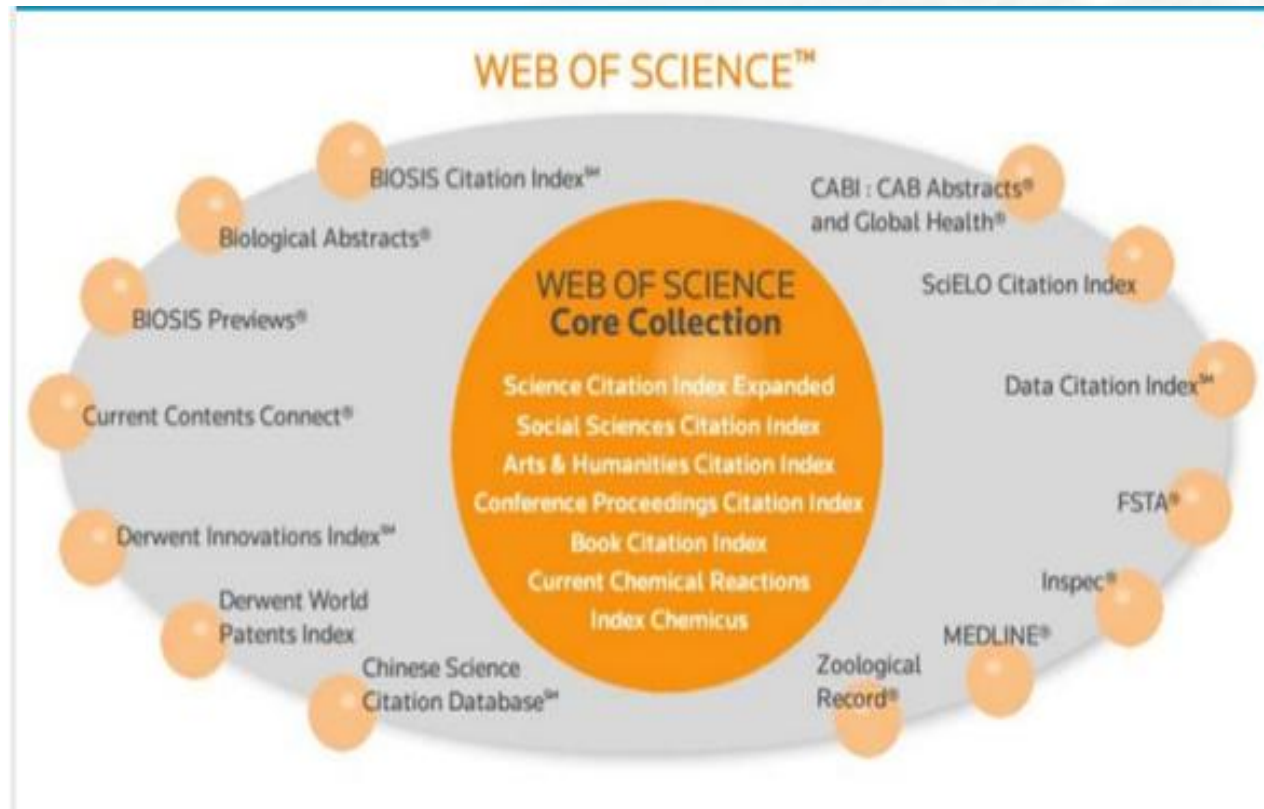 WEB OF SCIENCE™
BIOSIS Citation Index℠
Biological Abstracts®
BIOSIS Previews®
Current Contents Connect®
Derwent Innovations Index℠
Derwent World
Patents Index
Chinese Science
Citation Database℠
WEB OF SCIENCE
Core Collection
Science Citation Index Expanded
Social Sciences Citation Index
Arts & Humanities Citation Index
Conference Proceedings Citation Index
Book Citation Index
Current Chemical Reactions
Index Chemicus
CABI : CAB Abstracts®
and Global Health®
SciELO Citation Index
Data Citation Index℠
FSTA®
Inspec®
MEDLINE®
Zoological
Record®